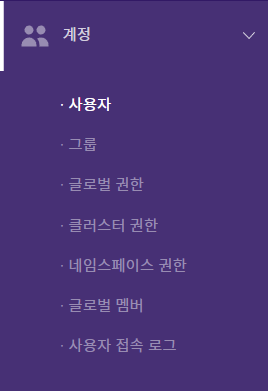 계정
· 사용자
· 그룹
· 글로벌 권한
· 클러스터 권한
· 네임스페이스 권한
· 글로벌 멤버
· 사용자 접속 로그